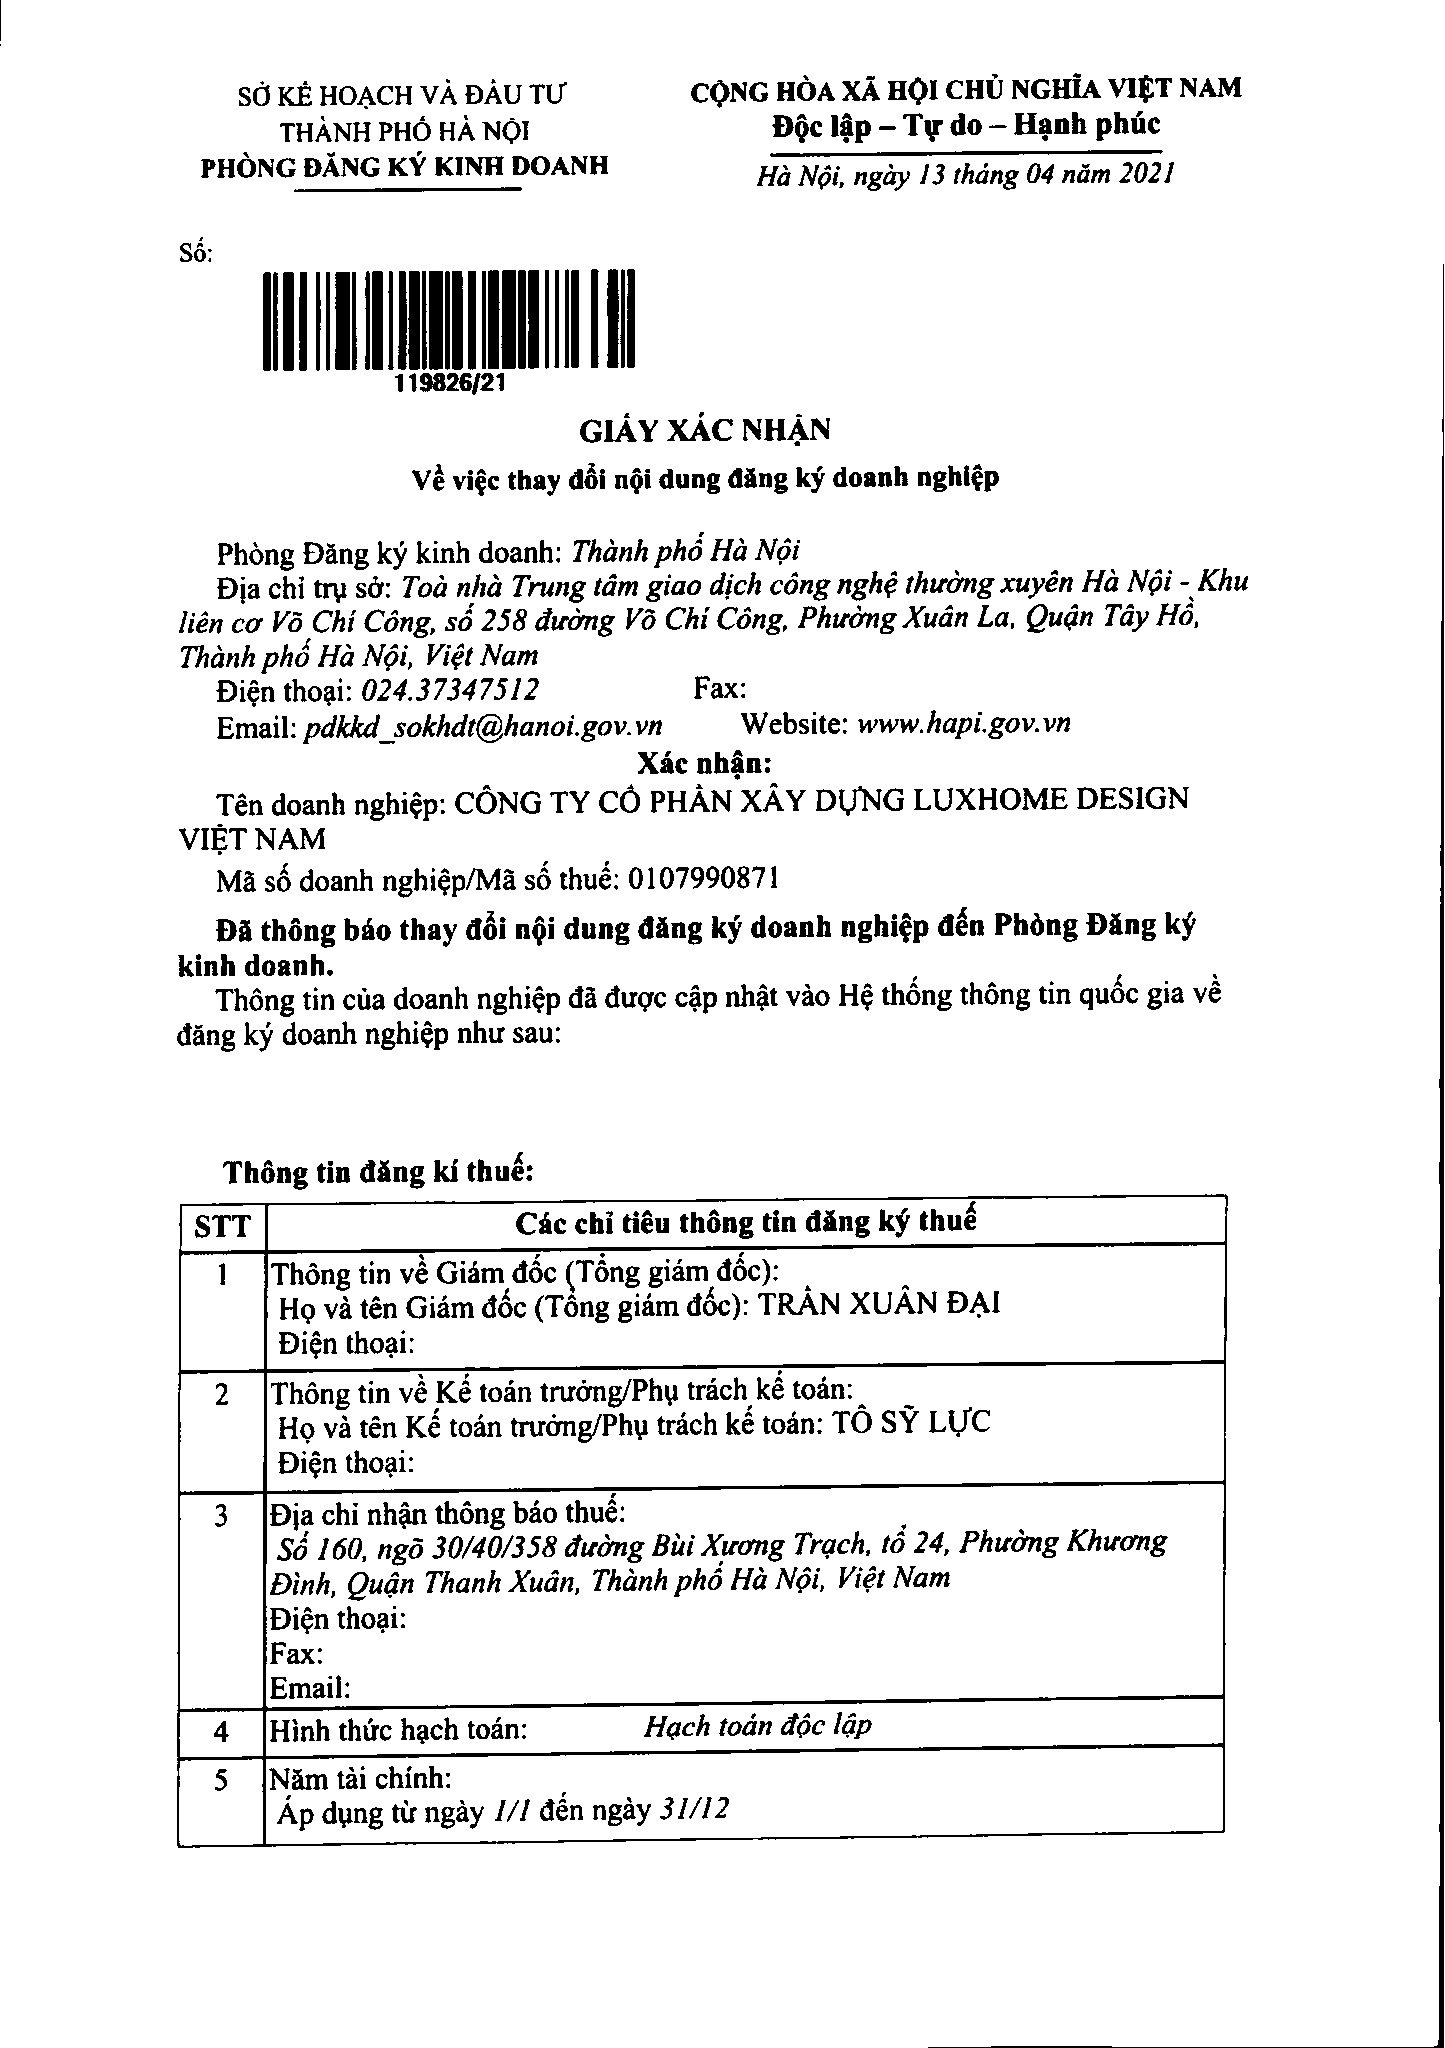 SỞ KẾ HOẠCH VÀ ĐẦU TƯ
THÀNH PHỐ HÀ NỘI
PHÒNG ĐĂNG KÝ KINH DOANH
CỘNG HÒA XÃ HỘI CHỦ NGHĨA VIỆT NAM
Độc lập – Tự do – Hạnh phúc
Hà Nội, ngày 13 tháng 04 năm 2021
Số:
119826/21
GIẤY XÁC NHẬN
Về việc thay đổi nội dung đăng ký doanh nghiệp
Phòng Đăng ký kinh doanh: Thành phố Hà Nội
Địa chỉ trụ sở: Toà nhà Trung tâm giao dịch công nghệ thường xuyên Hà Nội - Khu
liên cơ Võ Chí Công, số 258 đường Võ Chí Công, Phường Xuân La, Quận Tây Hồ,
Thành phố Hà Nội, Việt Nam
Điện thoại: 024.37347512 Fax:
Email: pdkkd_sokhdt@hanoi.gov.vn Website: www.hapi.gov.vn
Xác nhận:
Tên doanh nghiệp: CÔNG TY CỔ PHẦN XÂY DỰNG LUXHOME DESIGN
VIỆT NAM
Mã số doanh nghiệp/Mã số thuế: 0107990871
Đã thông báo thay đổi nội dung đăng ký doanh nghiệp đến Phòng Đăng ký
kinh doanh.
Thông tin của doanh nghiệp đã được cập nhật vào Hệ thống thông tin quốc gia về
đăng ký doanh nghiệp như sau:
Thông tin đăng kí thuế:
STT Các chỉ tiêu thông tin đăng ký thuế
1 Thông tin về Giám đốc (Tổng giám đốc):
Họ và tên Giám đốc (Tổng giám đốc): TRẦN XUÂN ĐẠI
Điện thoại:
2 Thông tin về Kế toán trưởng/Phụ trách kế toán:
Họ và tên Kế toán trưởng/Phụ trách kế toán: TÔ SỸ LỰC
Điện thoại:
3 Địa chỉ nhận thông báo thuế:
Số 160, ngõ 30/40/358 đường Bùi Xương Trạch, tổ 24, Phường Khương
Đình, Quận Thanh Xuân, Thành phố Hà Nội, Việt Nam
Điện thoại:
Fax:
Email:
4 Hình thức hạch toán: Hạch toán độc lập
5 Năm tài chính:
Áp dụng từ ngày 1/1 đến ngày 31/12